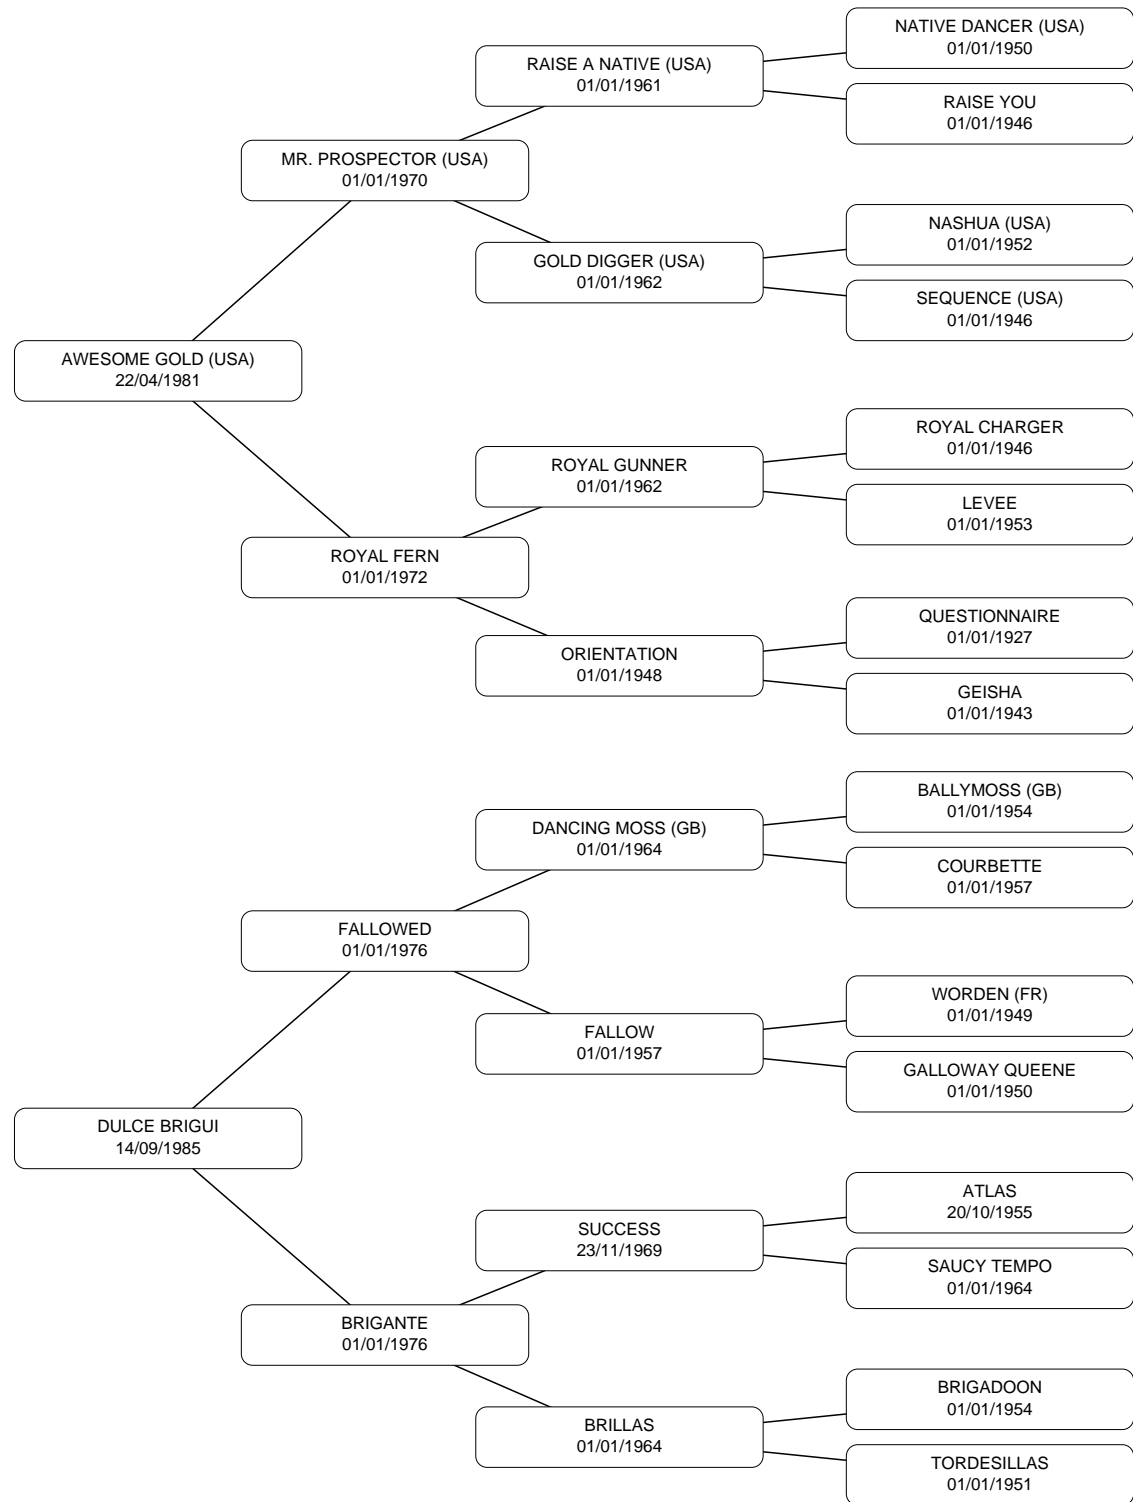 NATIVE DANCER (USA)
01/01/1950
RAISE A NATIVE (USA)
01/01/1961
RAISE YOU
01/01/1946
MR. PROSPECTOR (USA)
01/01/1970
NASHUA (USA)
01/01/1952
GOLD DIGGER (USA)
01/01/1962
SEQUENCE (USA)
01/01/1946
AWESOME GOLD (USA)
22/04/1981
ROYAL CHARGER
01/01/1946
ROYAL GUNNER
01/01/1962
LEVEE
01/01/1953
ROYAL FERN
01/01/1972
QUESTIONNAIRE
01/01/1927
ORIENTATION
01/01/1948
GEISHA
01/01/1943
BALLYMOSS (GB)
01/01/1954
DANCING MOSS (GB)
01/01/1964
COURBETTE
01/01/1957
FALLOWED
01/01/1976
WORDEN (FR)
01/01/1949
FALLOW
01/01/1957
GALLOWAY QUEENE
01/01/1950
DULCE BRIGUI
14/09/1985
ATLAS
20/10/1955
SUCCESS
23/11/1969
SAUCY TEMPO
01/01/1964
BRIGANTE
01/01/1976
BRIGADOON
01/01/1954
BRILLAS
01/01/1964
TORDESILLAS
01/01/1951